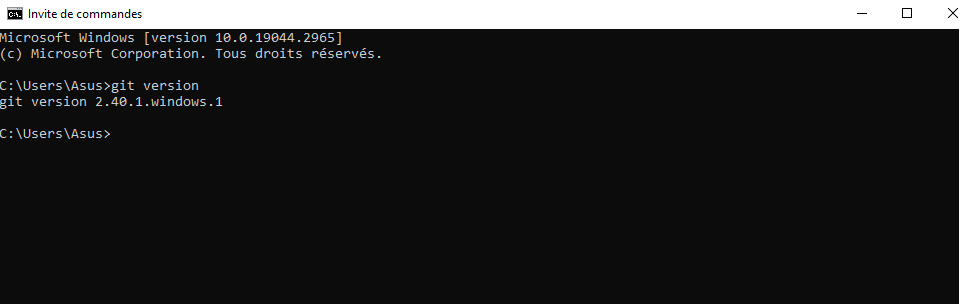 Invite de commandes
Microsoft Windows [version 10.0.19044.2965]
(c) Microsoft Corporation. Tous droits réservés.
C:\Users\Asus>git version
git version 2.40.1.windows.1
C:\Users\Asus>